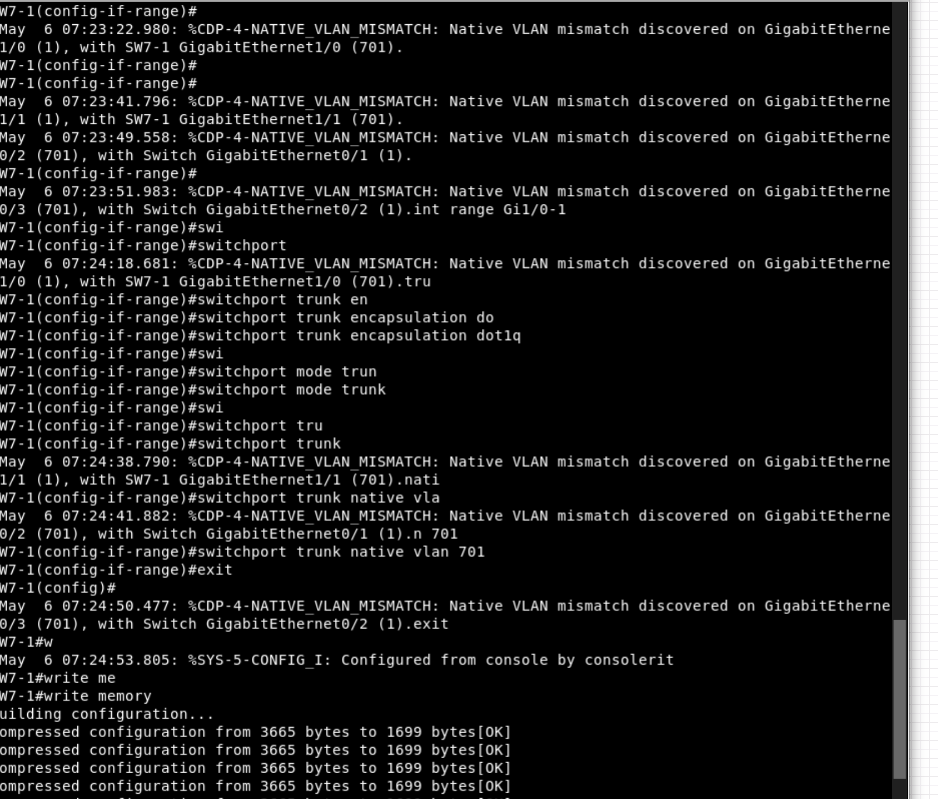 W7-1(config-if-range)#
May  6 07:23:22.980: %CDP-4-NATIVE_VLAN_MISMATCH: Native VLAN mismatch discovered on GigabitEtherne
1/0 (1), with SW7-1 GigabitEthernet1/0 (701).
W7-1(config-if-range)#
W7-1(config-if-range)#
May  6 07:23:41.796: %CDP-4-NATIVE_VLAN_MISMATCH: Native VLAN mismatch discovered on GigabitEtherne
1/1 (1), with SW7-1 GigabitEthernet1/1 (701).
May  6 07:23:49.558: %CDP-4-NATIVE_VLAN_MISMATCH: Native VLAN mismatch discovered on GigabitEtherne
0/2 (701), with Switch GigabitEthernet0/1 (1).
W7-1(config-if-range)#
May  6 07:23:51.983: %CDP-4-NATIVE_VLAN_MISMATCH: Native VLAN mismatch discovered on GigabitEtherne
0/3 (701), with Switch GigabitEthernet0/2 (1).int range Gi1/0-1
W7-1(config-if-range)#swi
W7-1(config-if-range)#switchport
May  6 07:24:18.681: %CDP-4-NATIVE_VLAN_MISMATCH: Native VLAN mismatch discovered on GigabitEtherne
1/0 (1), with SW7-1 GigabitEthernet1/0 (701).tru
W7-1(config-if-range)#switchport trunk en
W7-1(config-if-range)#switchport trunk encapsulation do
W7-1(config-if-range)#switchport trunk encapsulation dot1q
W7-1(config-if-range)#swi
W7-1(config-if-range)#switchport mode trun
W7-1(config-if-range)#switchport mode trunk
W7-1(config-if-range)#swi
W7-1(config-if-range)#switchport tru
W7-1(config-if-range)#switchport trunk
May  6 07:24:38.790: %CDP-4-NATIVE_VLAN_MISMATCH: Native VLAN mismatch discovered on GigabitEtherne
1/1 (1), with SW7-1 GigabitEthernet1/1 (701).nati
W7-1(config-if-range)#switchport trunk native vla
May  6 07:24:41.882: %CDP-4-NATIVE_VLAN_MISMATCH: Native VLAN mismatch discovered on GigabitEtherne
0/2 (701), with Switch GigabitEthernet0/1 (1).n 701
W7-1(config-if-range)#switchport trunk native vlan 701
W7-1(config-if-range)#exit
W7-1(config)#
May  6 07:24:50.477: %CDP-4-NATIVE_VLAN_MISMATCH: Native VLAN mismatch discovered on GigabitEtherne
0/3 (701), with Switch GigabitEthernet0/2 (1).exit
W7-1#w
May  6 07:24:53.805: %SYS-5-CONFIG_I: Configured from console by consolerit
W7-1#write me
W7-1#write memory
uilding configuration...
ompressed configuration from 3665 bytes to 1699 bytes[OK]
ompressed configuration from 3665 bytes to 1699 bytes[OK]
ompressed configuration from 3665 bytes to 1699 bytes[OK]
ompressed configuration from 3665 bytes to 1699 bytes[OK]